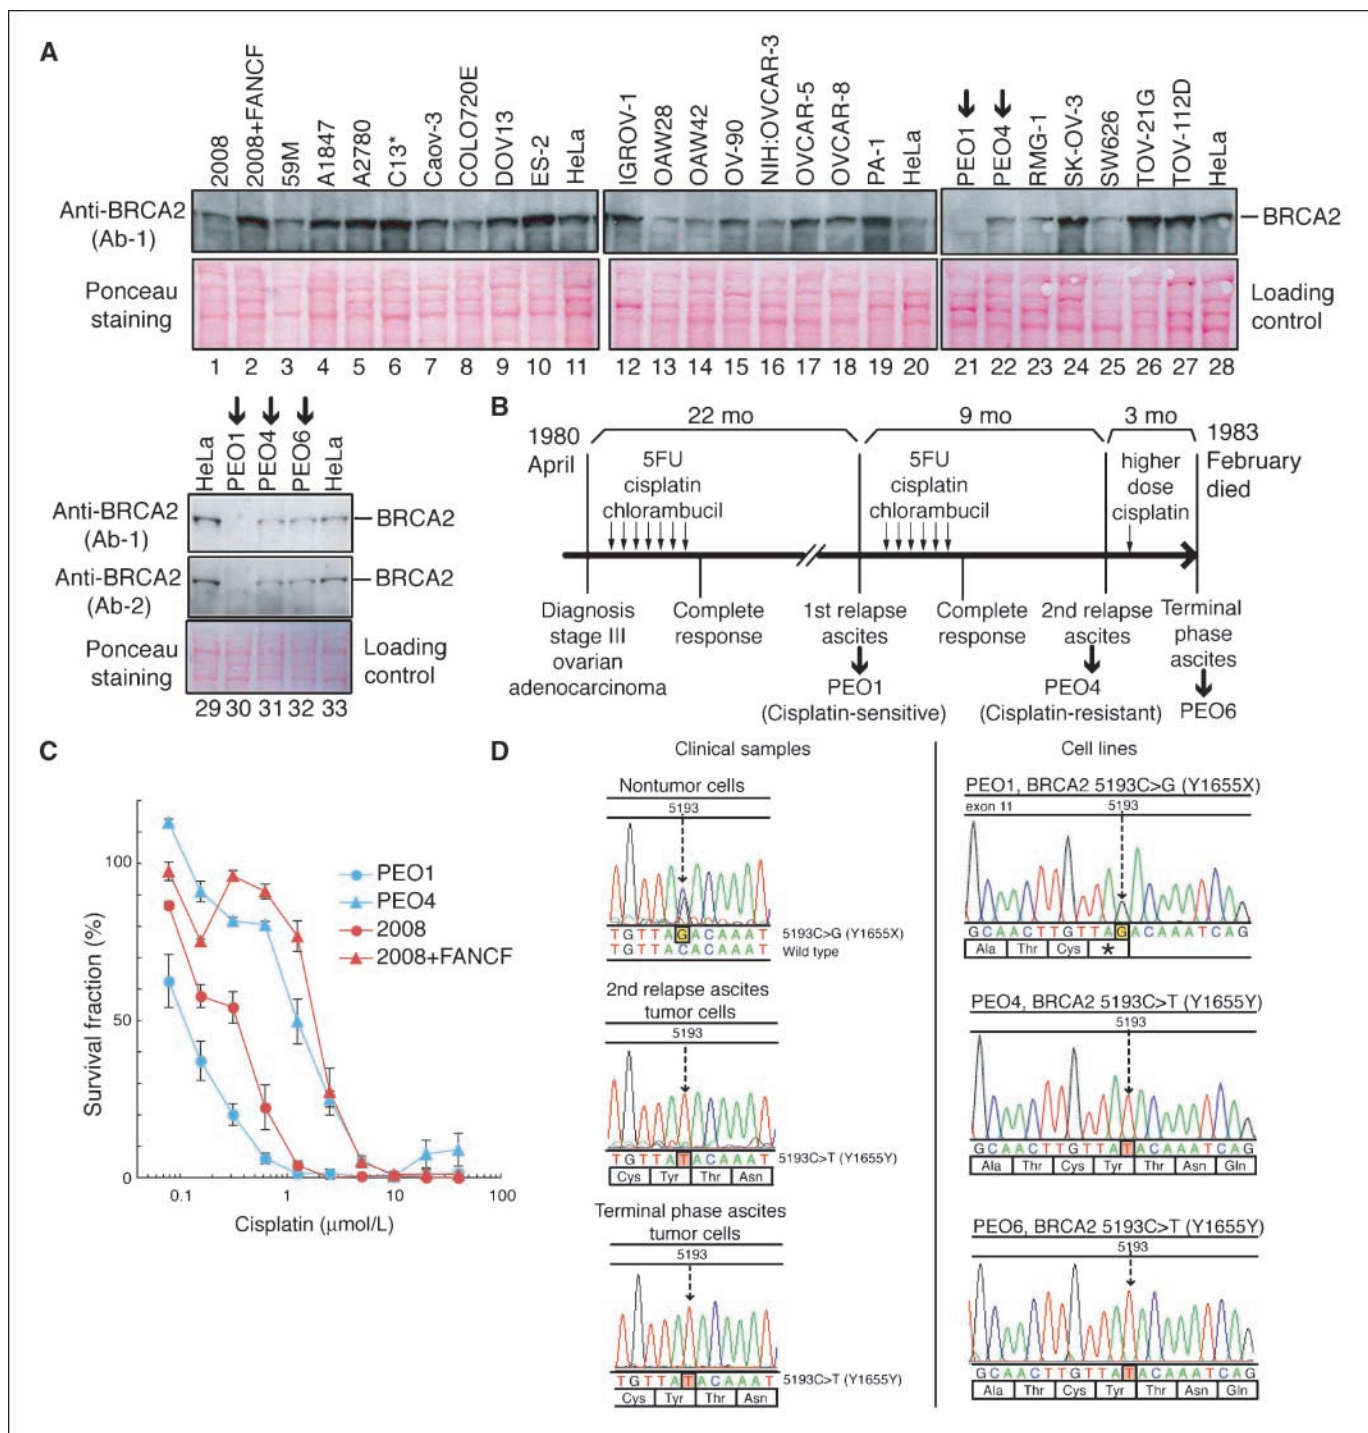 A
2008
2008+FANCF
59M
A1847
A2780
C13*
Caov-3
COLO720E
DOV13
ES-2
HeLa
IGROV-1
OAW28
OAW42
OV-90
NIH:OVCAR-3
OVCAR-5
OVCAR-8
PA-1
HeLa
PEO1
PEO4
RMG-1
SK-OV-3
SW626
TOV-21G
TOV-112D
HeLa
Anti-BRCA2
(Ab-1)
BRCA2
Ponceau
staining
Loading
control
1 2 3 4 5 6 7 8 9 10 11 12 13 14 15 16 17 18 19 20 21 22 23 24 25 26 27 28
HeLa
PEO1
PEO4
PEO6
HeLa
Anti-BRCA2
(Ab-1)
BRCA2
Anti-BRCA2
(Ab-2)
BRCA2
Ponceau
staining
Loading
control
29 30 31 32 33
B
22 mo
9 mo
3 mo
1980
April
1983
February
died
5FU
cisplatin
chlorambucil
5FU
cisplatin
chlorambucil
higher
dose
cisplatin
Diagnosis
stage III
ovarian
adenocarcinoma
Complete
response
1st relapse
ascites
PEO1
(Cisplatin-sensitive)
Complete
response
2nd relapse
ascites
PEO4
(Cisplatin-resistant)
Terminal
phase
ascites
PEO6
C
Survival fraction (%)
100
50
0
0.1 1 10 100
Cisplatin (μmol/L)
PEO1
PEO4
2008
2008+FANCF
D
Clinical samples
Nontumor cells
5193
T G T T A G A C A A A T 5193C>G (Y1655X)
T G T T A C A C A A A T Wild type
2nd relapse ascites
tumor cells
5193
T G T T A T A C A A A T 5193C>T (Y1655Y)
Cys Tyr Thr Asn
Terminal phase ascites
tumor cells
5193
T G T T A T A C A A A T 5193C>T (Y1655Y)
Cys Tyr Thr Asn
Cell lines
PEO1, BRCA2 5193C>G (Y1655X)
exon 11 5193
G C A A C T T G T T A G A C A A A T C A G
Ala Thr Cys *
PEO4, BRCA2 5193C>T (Y1655Y)
5193
G C A A C T T G T T A T A C A A A T C A G
Ala Thr Cys Tyr Thr Asn Gln
PEO6, BRCA2 5193C>T (Y1655Y)
5193
G C A A C T T G T T A T A C A A A T C A G
Ala Thr Cys Tyr Thr Asn Gln